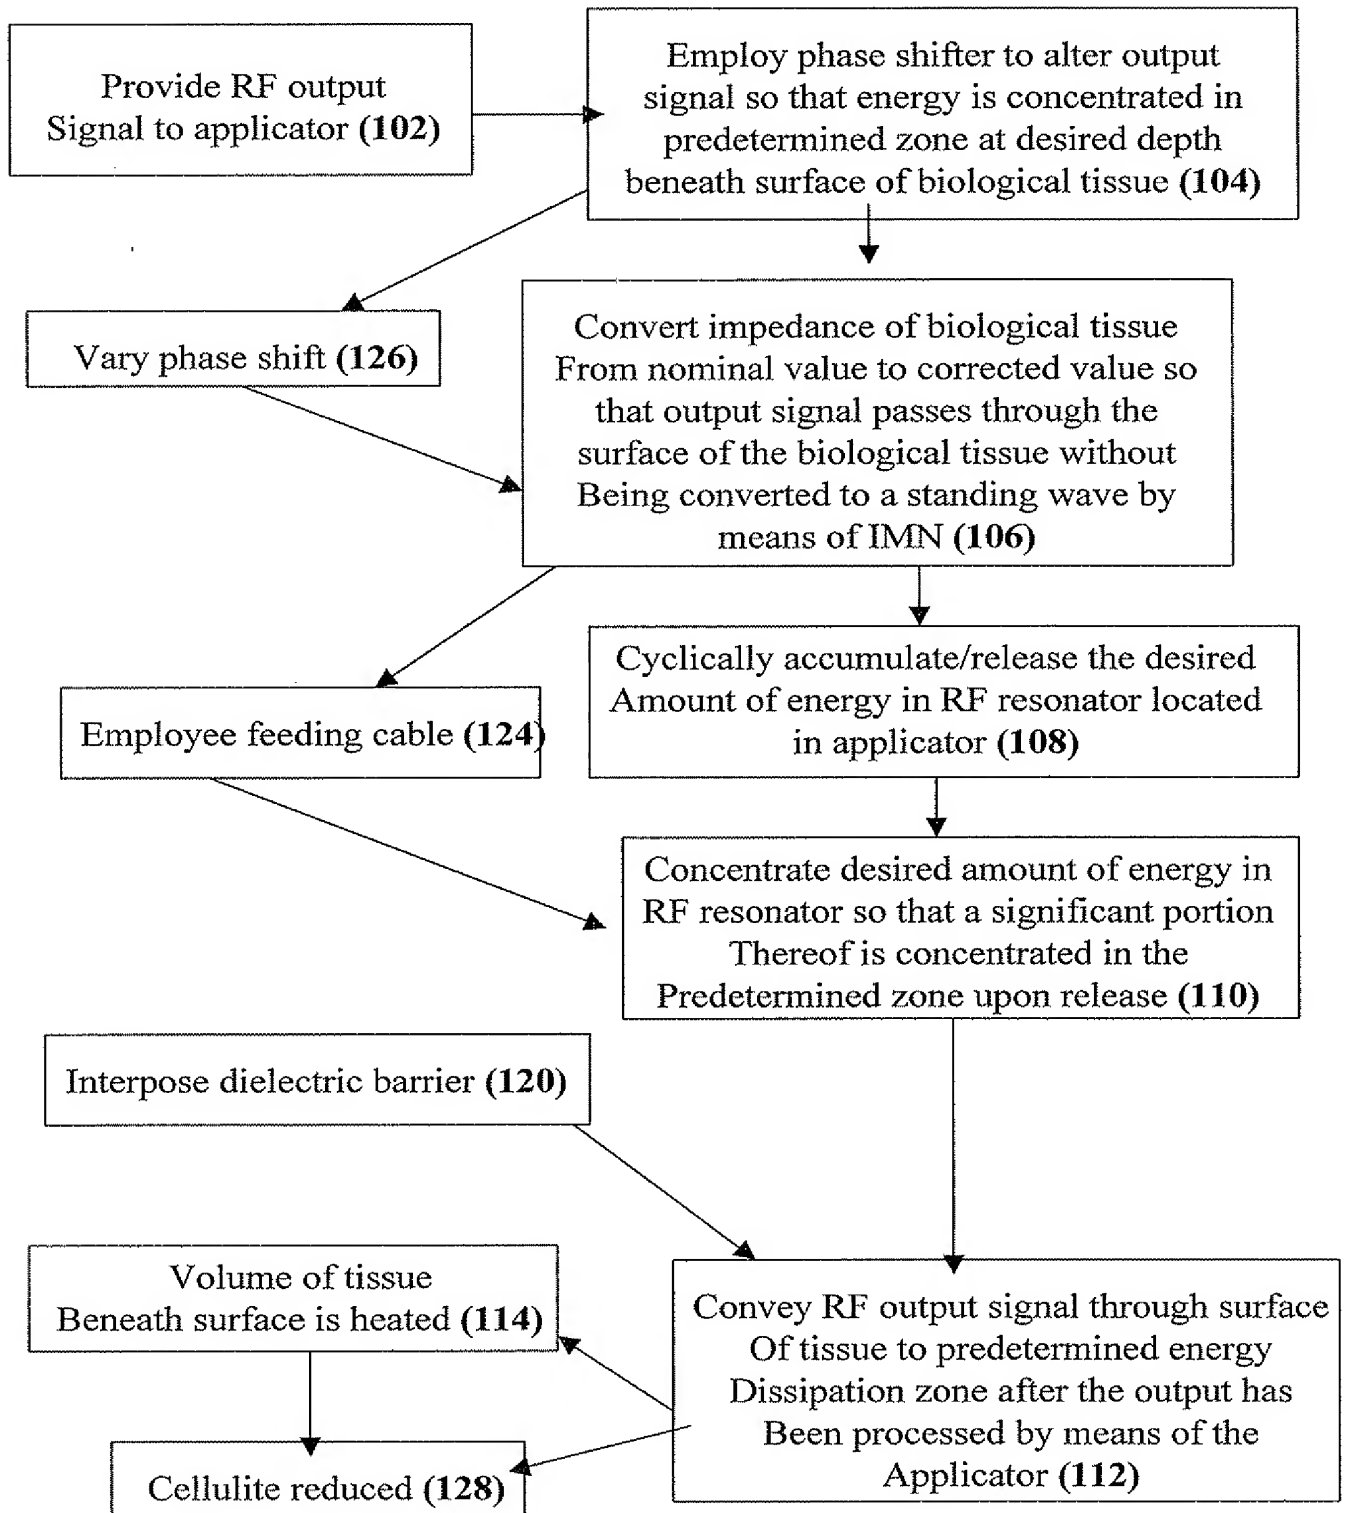 Provide RF output
Signal to applicator (102)
Employ phase shifter to alter output
signal so that energy is concentrated in
predetermined zone at desired depth
beneath surface of biological tissue (104)
Vary phase shift (126)
Convert impedance of biological tissue
From nominal value to corrected value so
that output signal passes through the
surface of the biological tissue without
Being converted to a standing wave by
means of IMN (106)
Employee feeding cable (124)
Cyclically accumulate/release the desired
Amount of energy in RF resonator located
in applicator (108)
Concentrate desired amount of energy in
RF resonator so that a significant portion
Thereof is concentrated in the
Predetermined zone upon release (110)
Interpose dielectric barrier (120)
Volume of tissue
Beneath surface is heated (114)
Convey RF output signal through surface
Of tissue to predetermined energy
Dissipation zone after the output has
Been processed by means of the
Applicator (112)
Cellulite reduced (128)